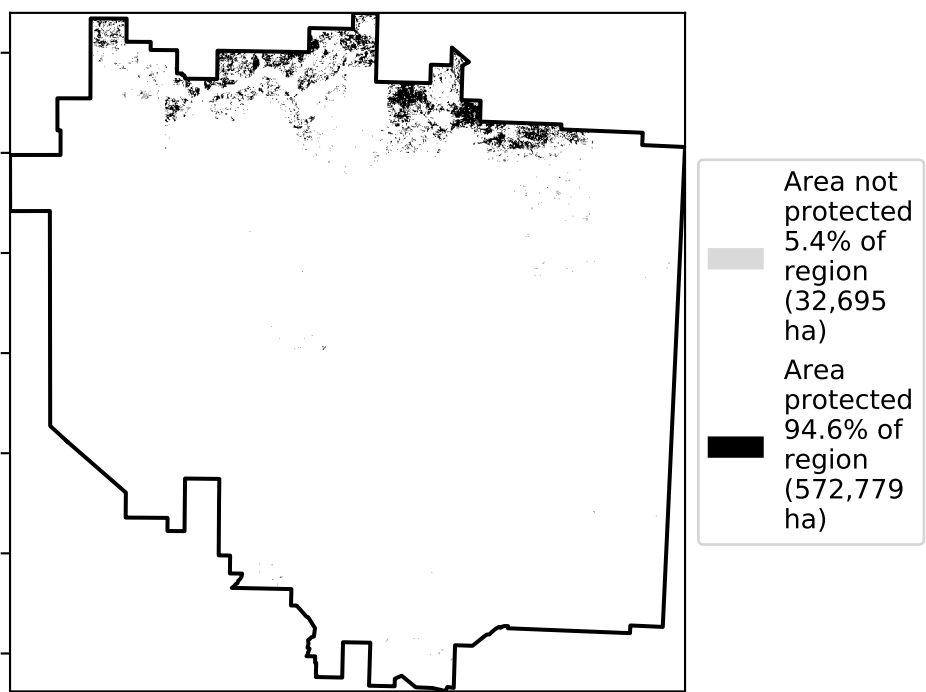 Area not
protected
5.4% of
region
(32,695
ha)
Area
protected
94.6% of
region
(572,779
ha)